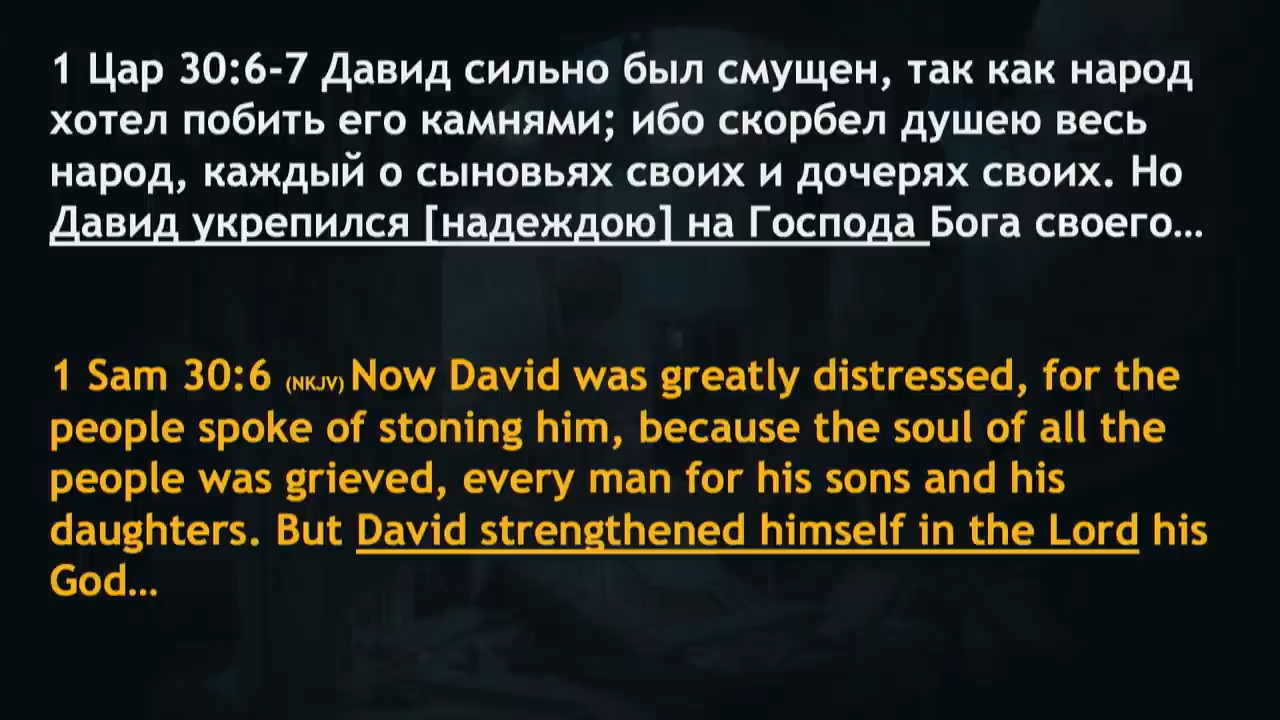 1 Цар 30:6-7 Давид сильно был смущен, так как народ
хотел побить его камнями; ибо скорбел душею весь
народ, каждый о сыновьях своих и дочерях своих. Но
Давид укрепился [надеждою] на Господа Бога своего...
1 Sam 30:6 (NKJV) Now David was greatly distressed, for the
people spoke of stoning him, because the soul of all the
people was grieved, every man for his sons and his
daughters. But David strengthened himself in the Lord his
God...